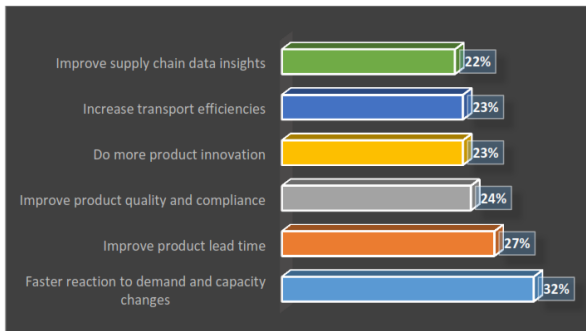 Improve supply chain data insights
22%
Increase transport efficiencies
23%
Do more product innovation
23%
Improve product quality and compliance
24%
Improve product lead time
27%
Faster reaction to demand and capacity
changes
32%